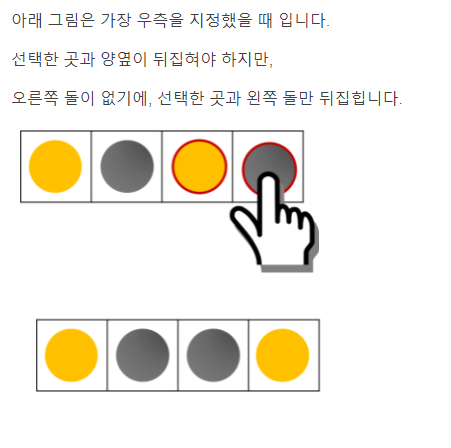 아래 그림은 가장 우측을 지정했을 때 입니다.
선택한 곳과 양옆이 뒤집혀야 하지만,
오른쪽 돌이 없기에, 선택한 곳과 왼쪽 돌만 뒤집힙니다.